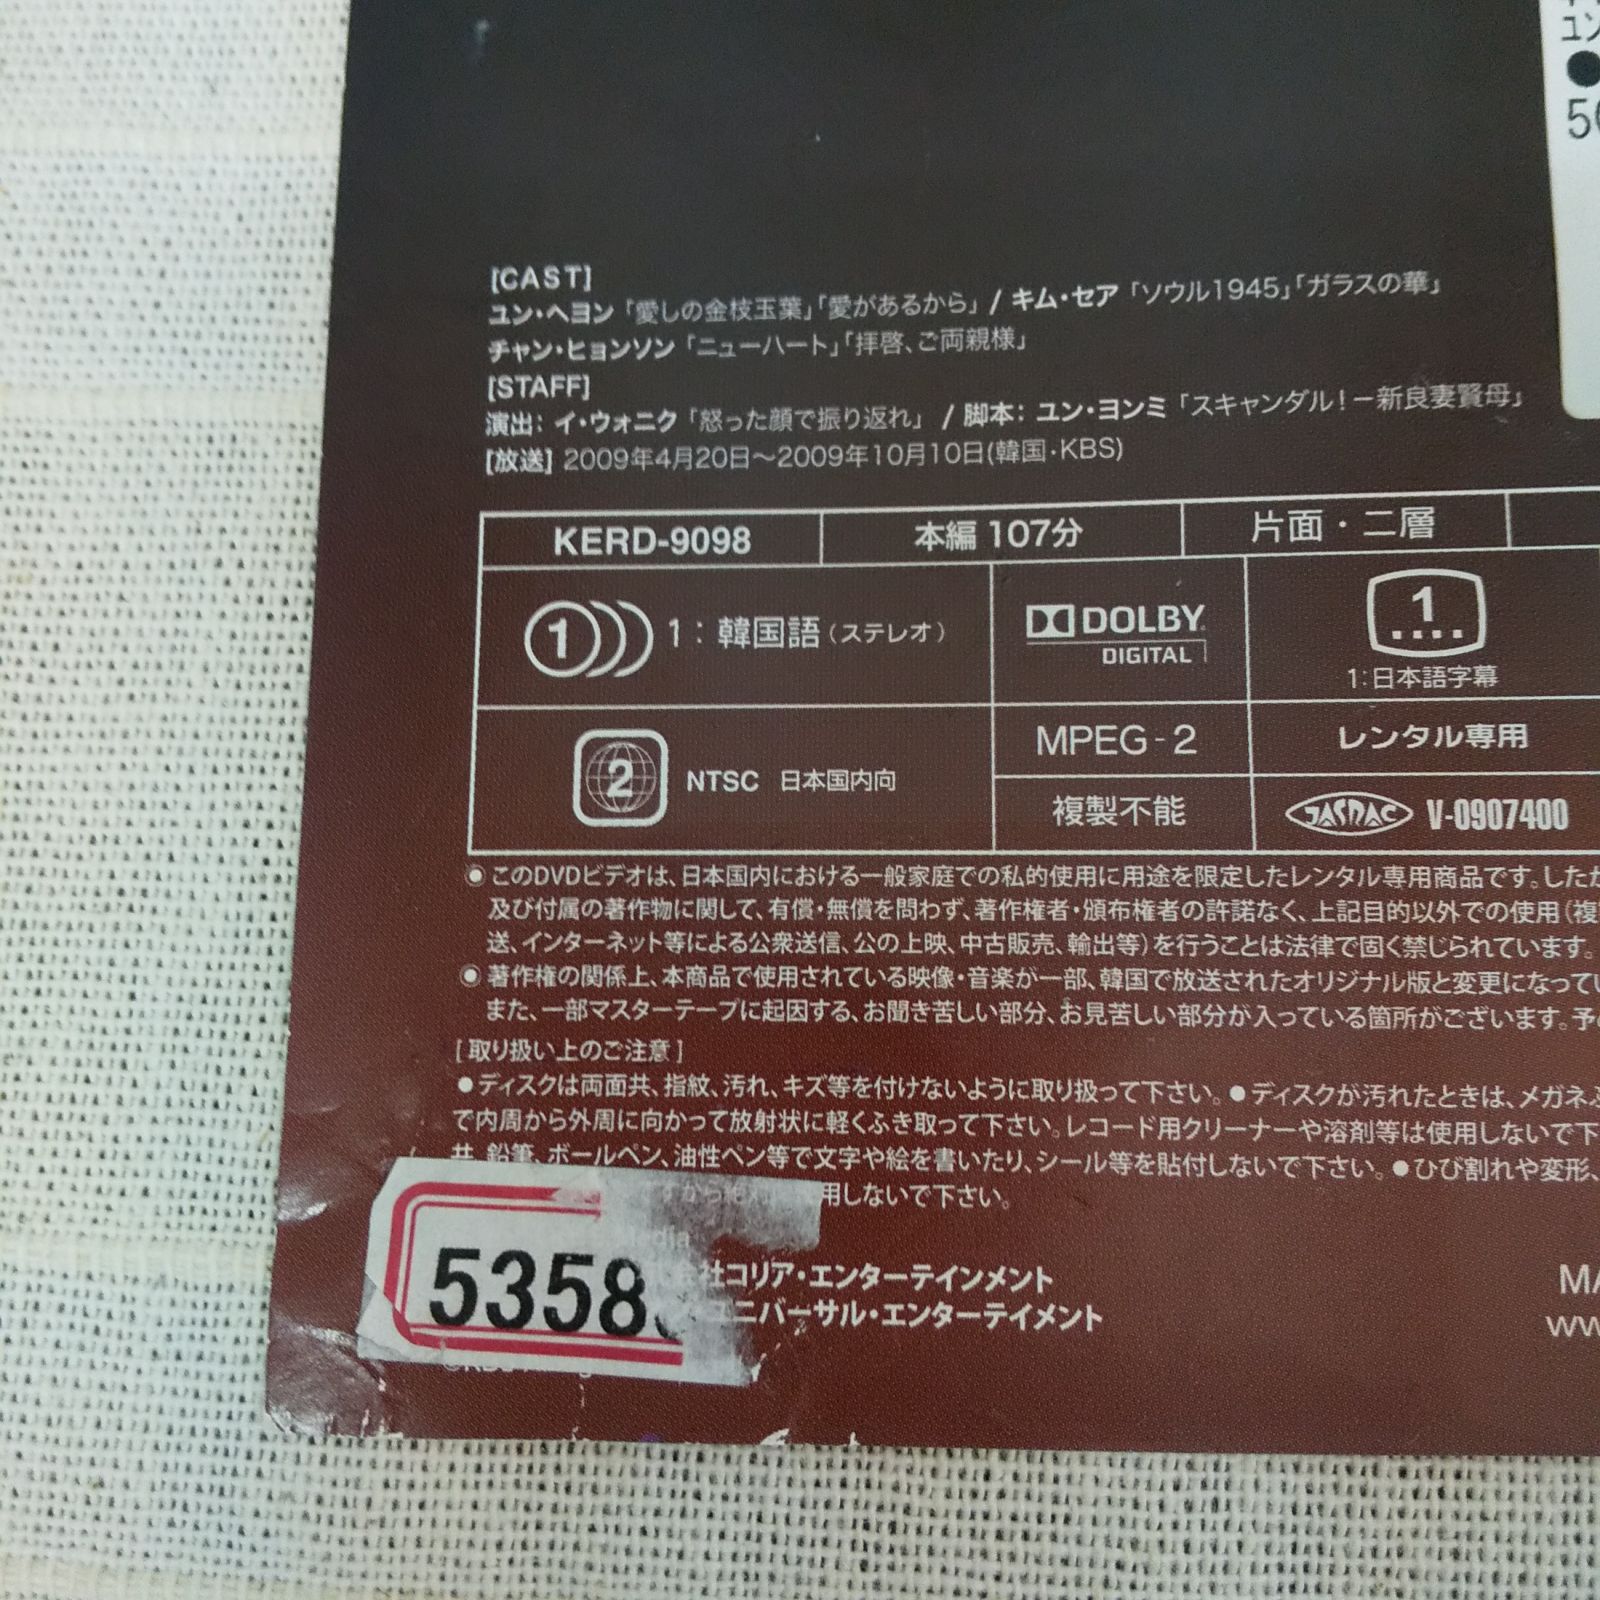 ユン
50
[CAST]
ユン・ヘヨン「愛しの金枝玉葉」「愛があるから」/ キム・セア「ソウル1945」「ガラスの華」
チャン・ヒョンソン「ニューハート」「拝啓、ご両親様」
[STAFF]
演出：イ・ウォニク「怒った顔で振り返れ」/ 脚本：ユン・ヨンミ「スキャンダル！－新良妻賢母」
[放送] 2009年4月20日～2009年10月10日(韓国・KBS)
KERD-9098 本編 107分 片面・二層
1 1：韓国語（ステレオ） DOLBY DIGITAL 1
1：日本語字幕
2 NTSC 日本国内向 MPEG-2 レンタル専用
複製不能 JASRAC V-0907400
◉このDVDビデオは、日本国内における一般家庭での私的使用に用途を限定したレンタル専用商品です。したが
及び付属の著作物に関して、有償・無償を問わず、著作権者・頒布権者の許諾なく、上記目的以外での使用（複
送、インターネット等による公衆送信、公の上映、中古販売、輸出等）を行うことは法律で固く禁じられています。
◉著作権の関係上、本商品で使用されている映像・音楽が一部、韓国で放送されたオリジナル版と変更になってい
また、一部マスターテープに起因する、お聞き苦しい部分、お見苦しい部分が入っている箇所がございます。予
[取り扱い上のご注意]
●ディスクは両面共、指紋、汚れ、キズ等を付けないように取り扱って下さい。●ディスクが汚れたときは、メガネ
で内周から外周に向かって放射状に軽くふき取って下さい。レコード用クリーナーや溶剤等は使用しないで下
共、鉛筆、ボールペン、油性ペン等で文字や絵を書いたり、シール等を貼付しないで下さい。●ひび割れや変形、
用しないで下さい。
5358
社コリア・エンターテインメント
ユニバーサル・エンターテイメント
MA
ww